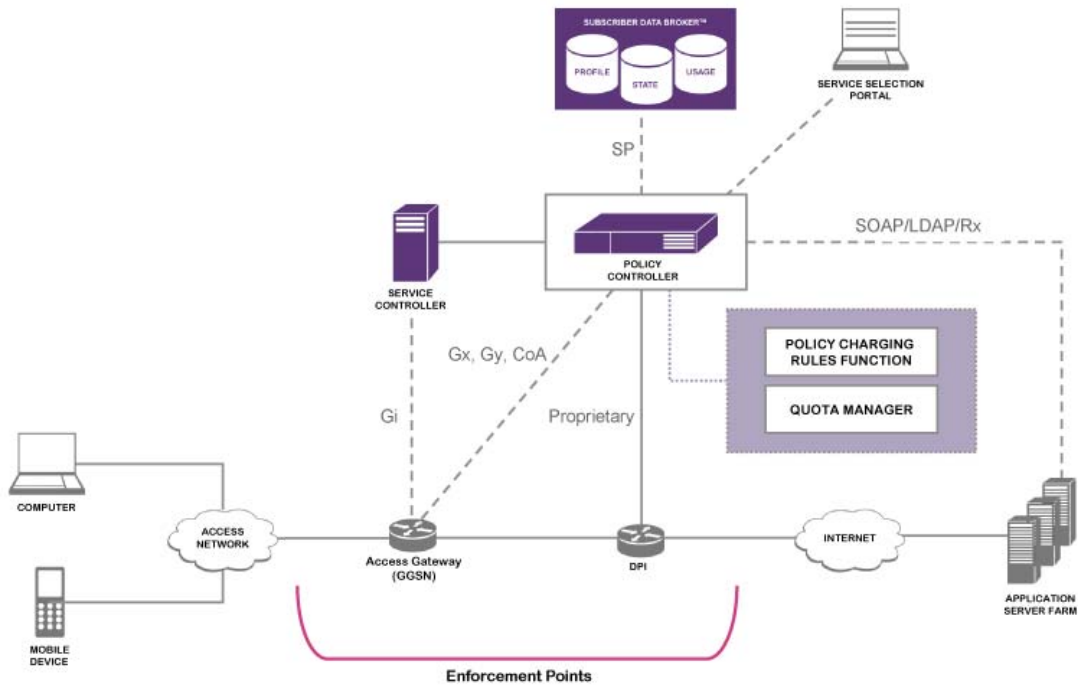 SUBSCRIBER DATA BROKER™
PROFILE
STATE
USAGE
SERVICE SELECTION
PORTAL
SP
SOAP/LDAP/Rx
POLICY
CONTROLLER
SERVICE
CONTROLLER
POLICY CHARGING
RULES FUNCTION
QUOTA MANAGER
Gx, Gy, CoA
Gi
Proprietary
COMPUTER
ACCESS
NETWORK
Access Gateway
(GGSN)
DPI
INTERNET
APPLICATION
SERVER FARM
MOBILE
DEVICE
Enforcement Points